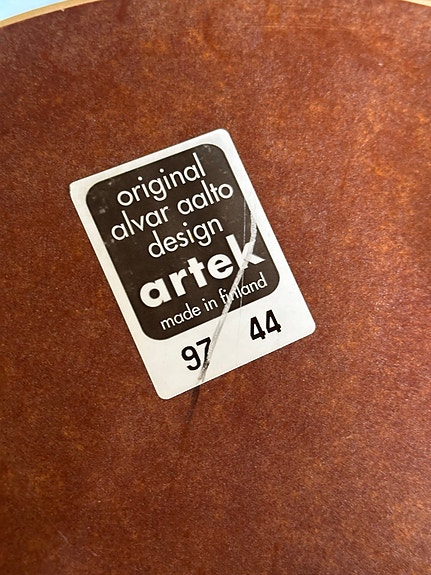 original
alvar aalto
design
artek
made in finland
97 44